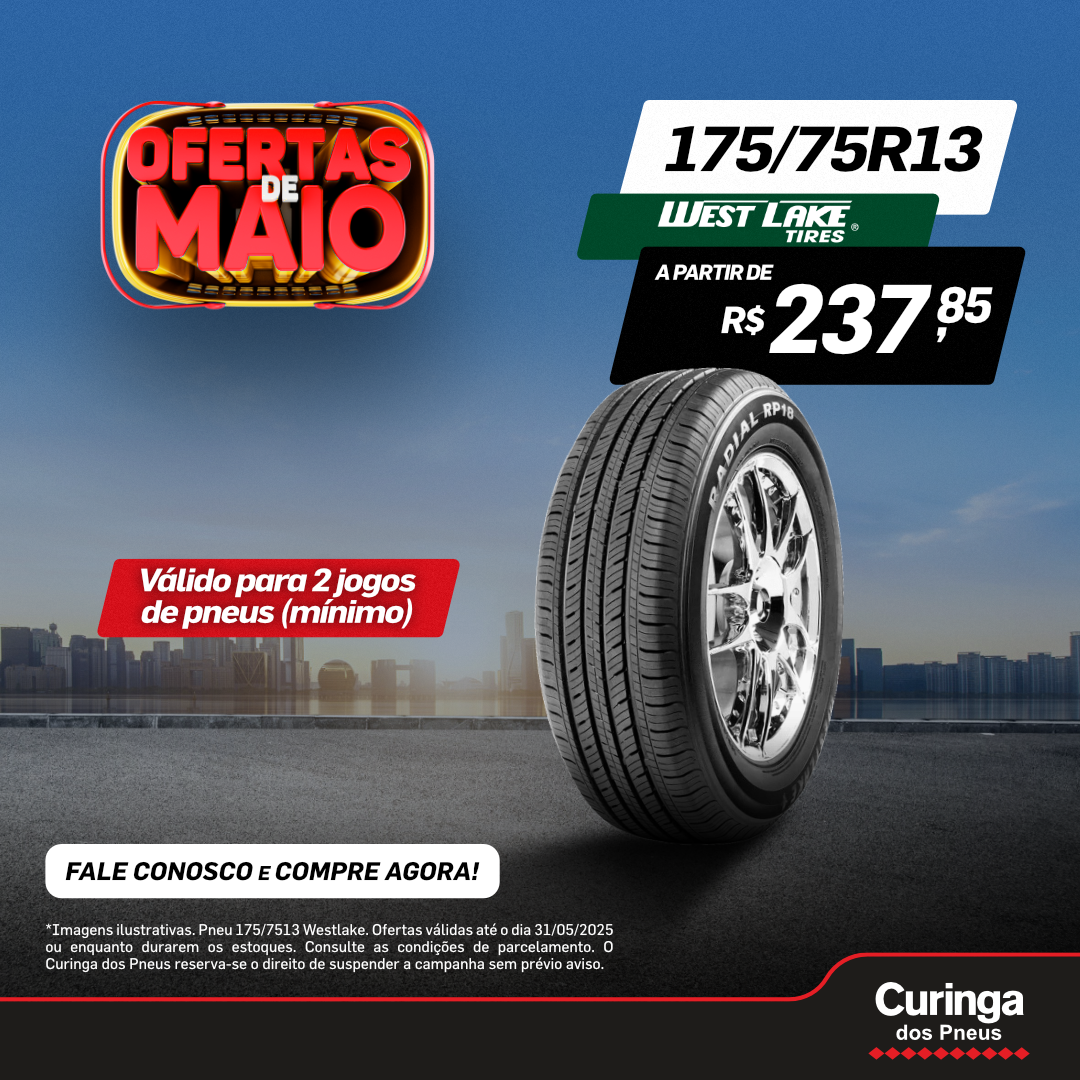 OFERTAS
DE
MAIO
175/75R13
WEST LAKE
TIRES ®
A PARTIR DE
R$ 237,85
RADIAL RP18
Válido para 2 jogos
de pneus (mínimo)
FALE CONOSCO E COMPRE AGORA!
*Imagens ilustrativas. Pneu 175/7513 Westlake. Ofertas válidas até o dia 31/05/2025
ou enquanto durarem os estoques. Consulte as condições de parcelamento. O
Curinga dos Pneus reserva-se o direito de suspender a campanha sem prévio aviso.
Curinga
dos Pneus